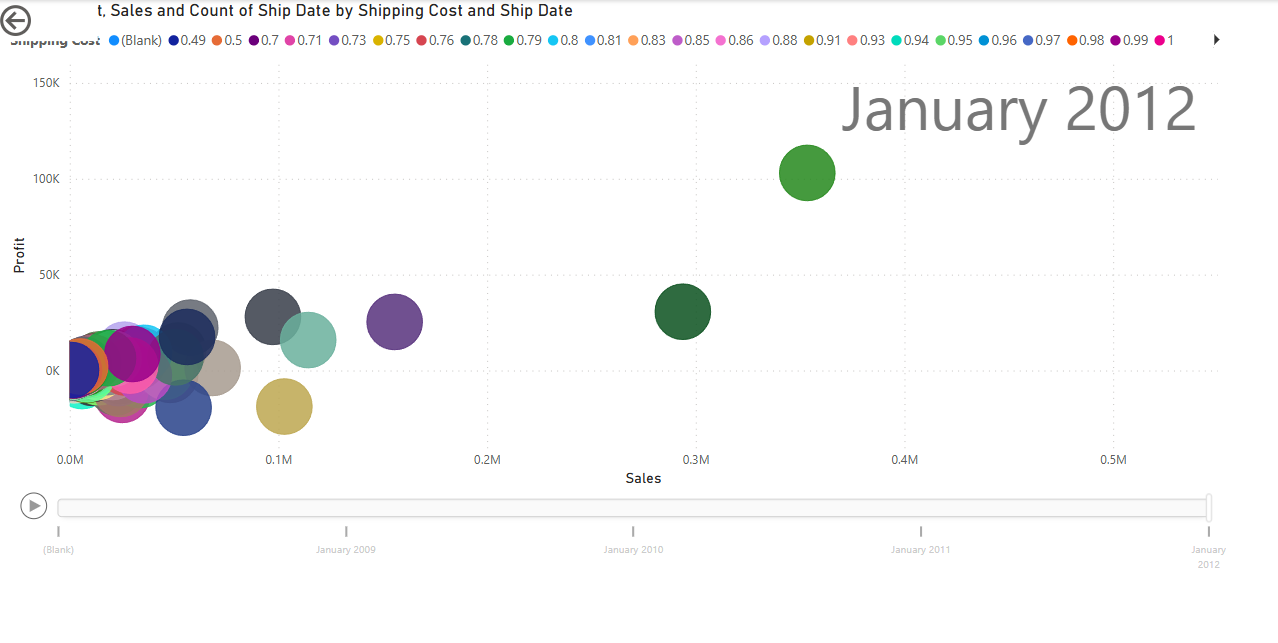 t, Sales and Count of Ship Date by Shipping Cost and Ship Date
Shipping Cost (Blank) 0.49 0.5 0.7 0.71 0.73 0.75 0.76 0.78 0.79 0.8 0.81 0.83 0.85 0.86 0.88 0.91 0.93 0.94 0.95 0.96 0.97 0.98 0.99 1
January 2012
150K
100K
50K
0K
Profit
0.0M 0.1M 0.2M 0.3M 0.4M 0.5M
Sales
(Blank) January 2009 January 2010 January 2011 January
2012